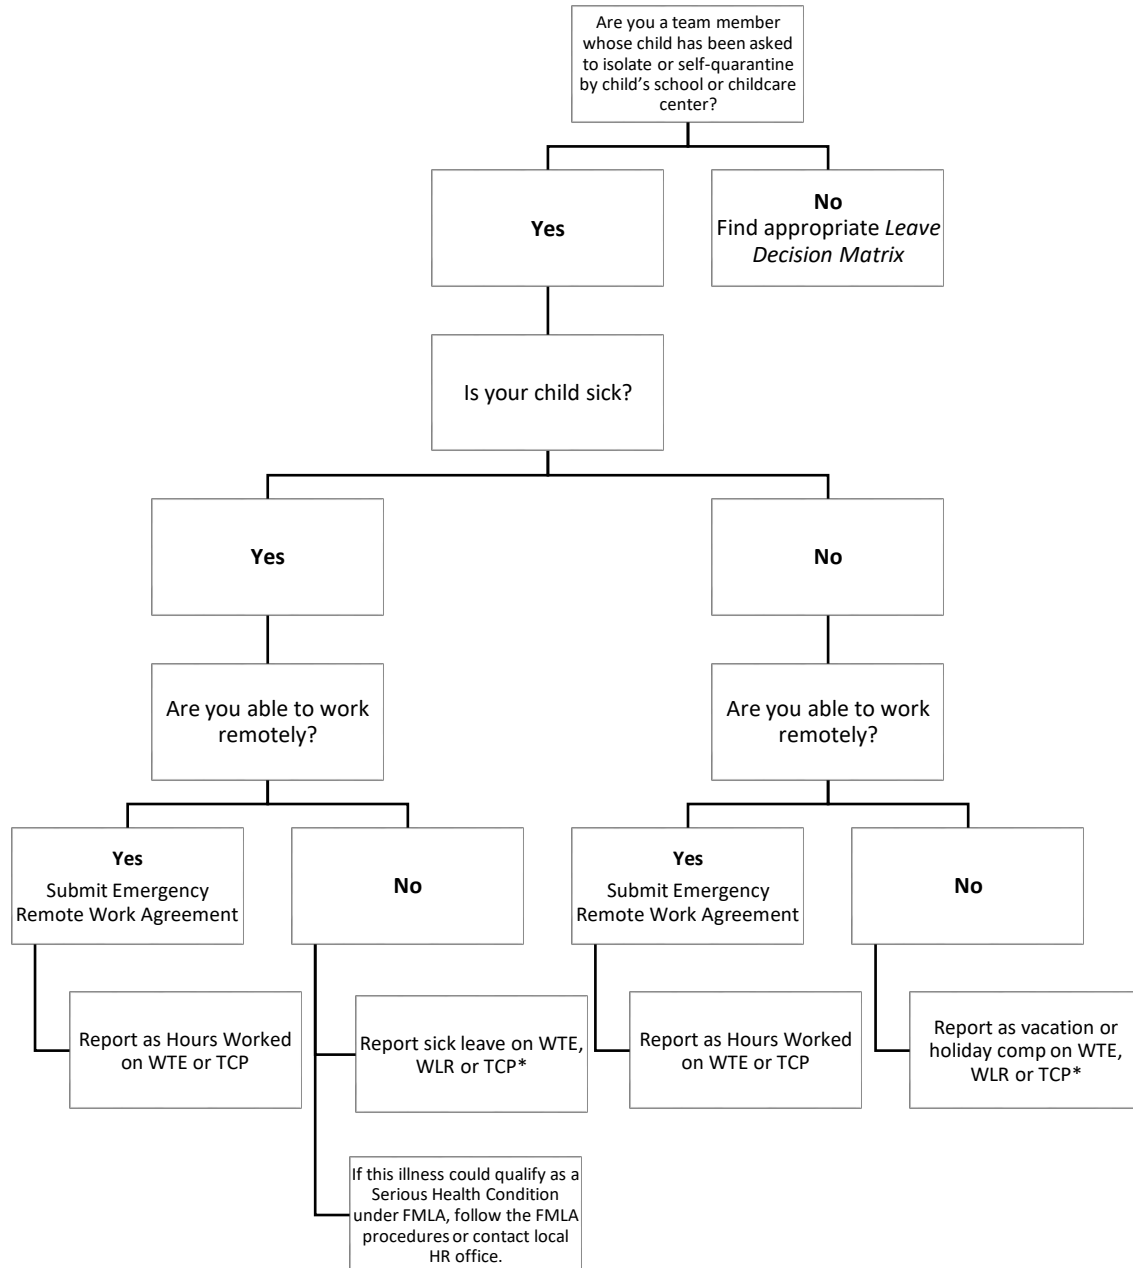 Are you a team member
whose child has been asked
to isolate or self-quarantine
by child’s school or childcare
center?
Yes
No
Find appropriate Leave
Decision Matrix
Is your child sick?
Yes
No
Are you able to work
remotely?
Are you able to work
remotely?
Yes
Submit Emergency
Remote Work Agreement
No
Yes
Submit Emergency
Remote Work Agreement
No
Report as Hours Worked
on WTE or TCP
Report sick leave on WTE,
WLR or TCP*
Report as Hours Worked
on WTE or TCP
Report as vacation or
holiday comp on WTE,
WLR or TCP*
If this illness could qualify as a
Serious Health Condition
under FMLA, follow the FMLA
procedures or contact local
HR office.